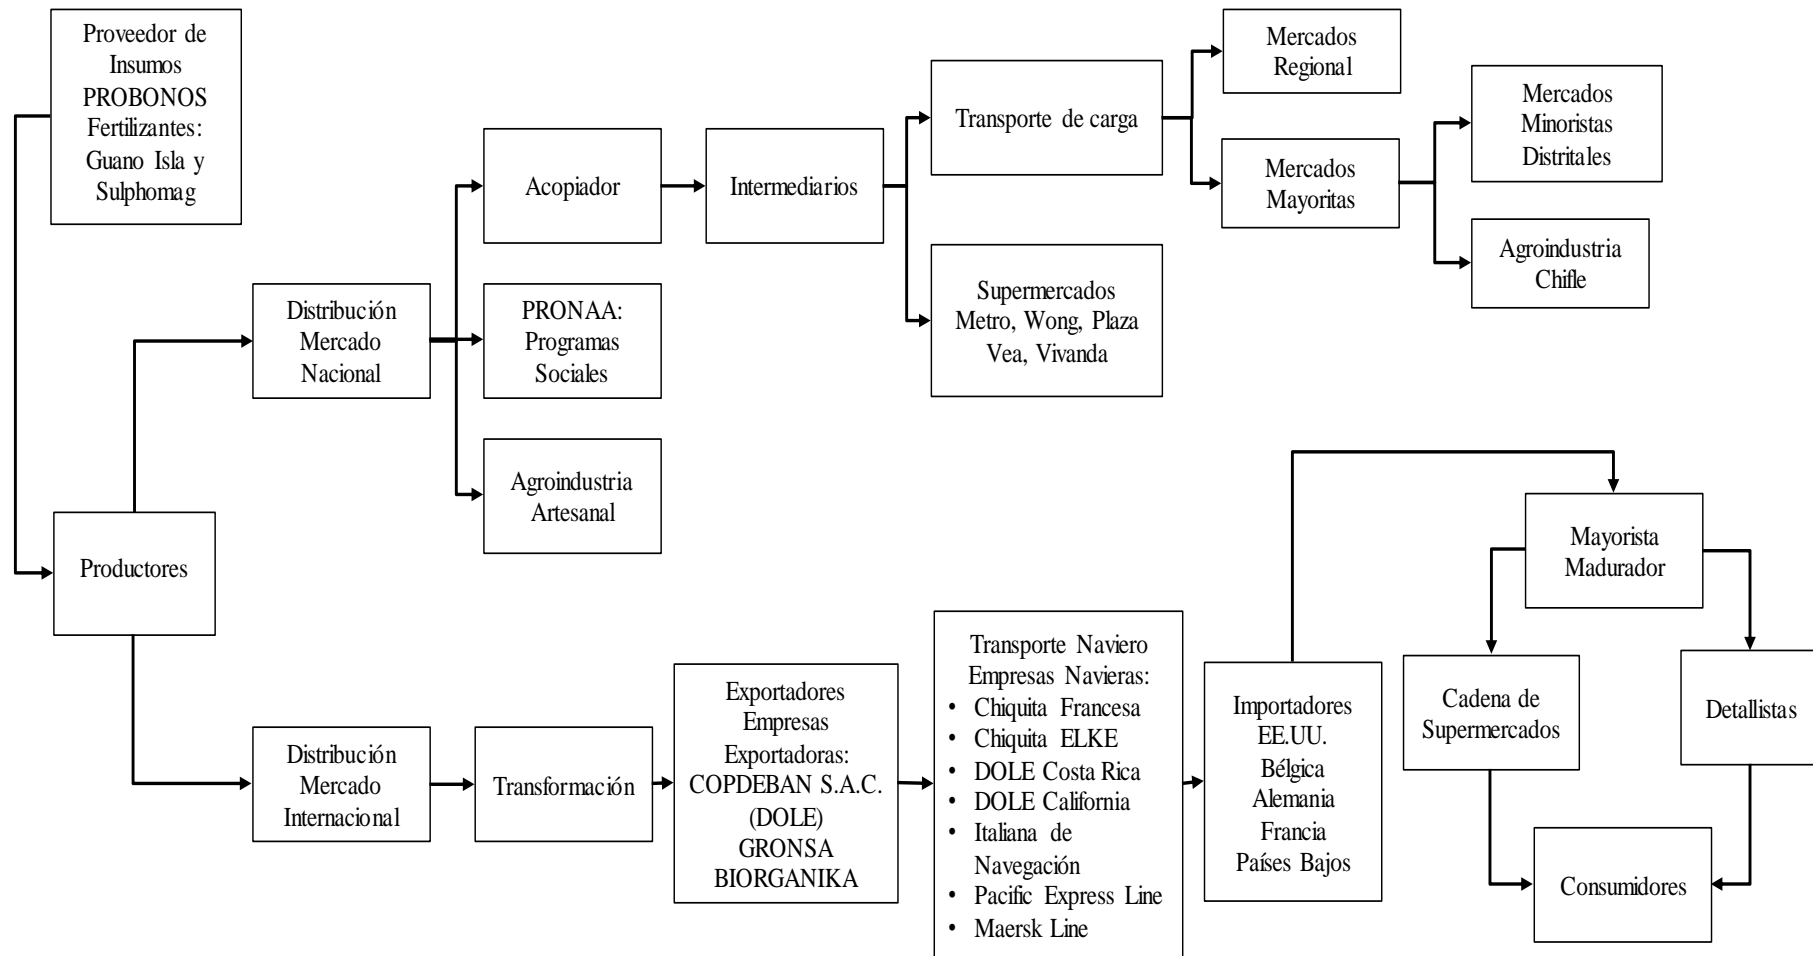 Proveedor de
Insumos
PROBONOS
Fertilizantes:
Guano Isla y
Sulphomag
Productores
Distribución
Mercado
Nacional
Acopiador
PRONAA:
Programas
Sociales
Agroindustria
Artesanal
Intermediarios
Transporte de carga
Supermercados
Metro, Wong, Plaza
Vea, Vivanda
Mercados
Regional
Mercados
Mayoritas
Mercados
Minoristas
Distritales
Agroindustria
Chifle
Distribución
Mercado
Internacional
Transformación
Exportadores
Empresas
Exportadoras:
COPDEBAN S.A.C.
(DOLE)
GRONSA
BIORGANIKA
Transporte Naviero
Empresas Navieras:
• Chiquita Francesa
• Chiquita ELKE
• DOLE Costa Rica
• DOLE California
• Italiana de
Navegación
• Pacific Express Line
• Maersk Line
Importadores
EE.UU.
Bélgica
Alemania
Francia
Países Bajos
Mayorista
Madurador
Cadena de
Supermercados
Detallistas
Consumidores